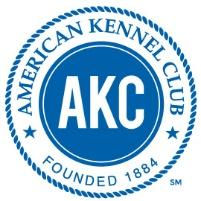 AMERICAN KENNEL CLUB
AKC
FOUNDED 1884
SM